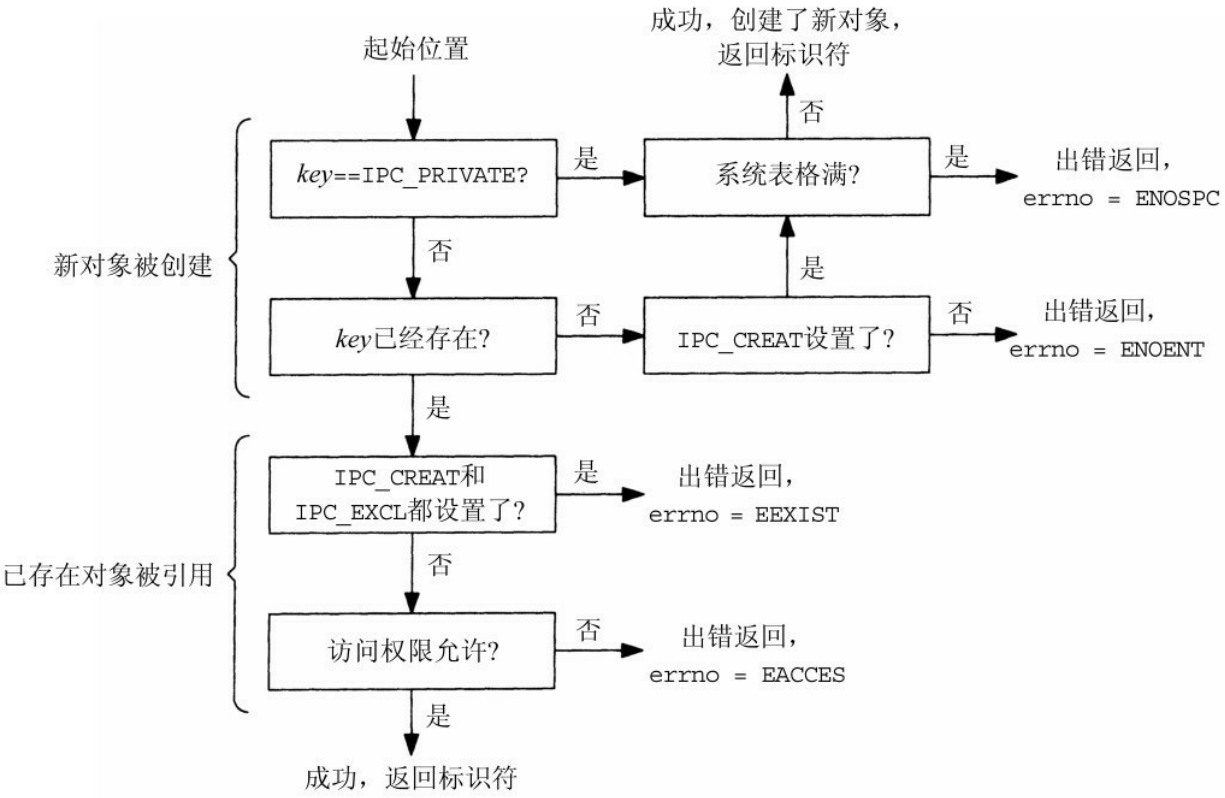 成功，创建了新对象，
返回标识符
起始位置
否
key==IPC_PRIVATE?
是
系统表格满?
是
出错返回，
errno = ENOSPC
新对象被创建
否
是
key已经存在?
否
IPC_CREAT设置了?
否
出错返回，
errno = ENOENT
是
IPC_CREAT和
IPC_EXCL都设置了?
是
出错返回，
errno = EEXIST
已存在对象被引用
否
访问权限允许?
否
出错返回，
errno = EACCES
是
成功，返回标识符